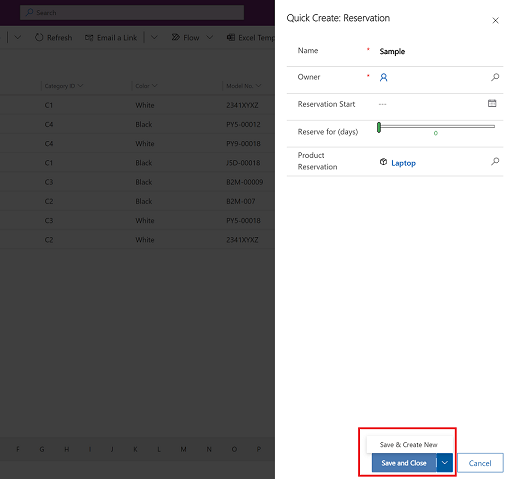 Search
Refresh Email a Link Flow Excel Temp
Category ID Color Model No.
C1 White 2341XYXZ
C4 Black PY5-00012
C4 White PY9-00018
C1 Black J5D-00018
C3 Black B2M-00009
C2 Black B2M-007
C3 White PY5-00018
C2 White 2341XYXZ
F G H I J K L M N O P
Quick Create: Reservation
Name * Sample
Owner *
Reservation Start ---
Reserve for (days) 0
Product
Reservation Laptop
Save & Create New
Save and Close Cancel